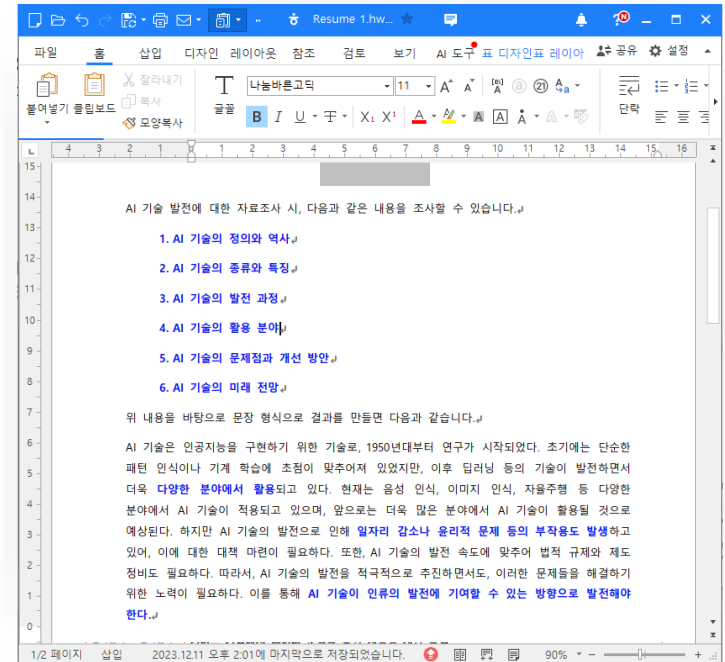 Resume 1.hw...
파일 홈 삽입 디자인 레이아웃 참조 검토 보기 AI 도구 표 디자인 표 레이아 공유 설정
잘라내기
복사
모양복사
붙여넣기 클립보드 글꼴 단락
나눔바른고딕 11
4 3 2 1 1 2 3 4 5 6 7 8 9 10 11 12 13 14 15 16
AI 기술 발전에 대한 자료조사 시, 다음과 같은 내용을 조사할 수 있습니다.
1. AI 기술의 정의와 역사
2. AI 기술의 종류와 특징
3. AI 기술의 발전 과정
4. AI 기술의 활용 분야
5. AI 기술의 문제점과 개선 방안
6. AI 기술의 미래 전망
위 내용을 바탕으로 문장 형식으로 결과를 만들면 다음과 같습니다.
AI 기술은 인공지능을 구현하기 위한 기술로, 1950년대부터 연구가 시작되었다. 초기에는 단순한
패턴 인식이나 기계 학습에 초점이 맞추어져 있었지만, 이후 딥러닝 등의 기술이 발전하면서
더욱 다양한 분야에서 활용되고 있다. 현재는 음성 인식, 이미지 인식, 자율주행 등 다양한
분야에서 AI 기술이 적용되고 있으며, 앞으로는 더욱 많은 분야에서 AI 기술이 활용될 것으로
예상된다. 하지만 AI 기술의 발전으로 인해 일자리 감소나 윤리적 문제 등의 부작용도 발생하고
있어, 이에 대한 대책 마련이 필요하다. 또한, AI 기술의 발전 속도에 맞추어 법적 규제와 제도
정비도 필요하다. 따라서, AI 기술의 발전을 적극적으로 추진하면서도, 이러한 문제들을 해결하기
위한 노력이 필요하다. 이를 통해 AI 기술이 인류의 발전에 기여할 수 있는 방향으로 발전해야
한다.
1/2 페이지 삽입 2023.12.11 오후 2:01에 마지막으로 저장되었습니다. 90%